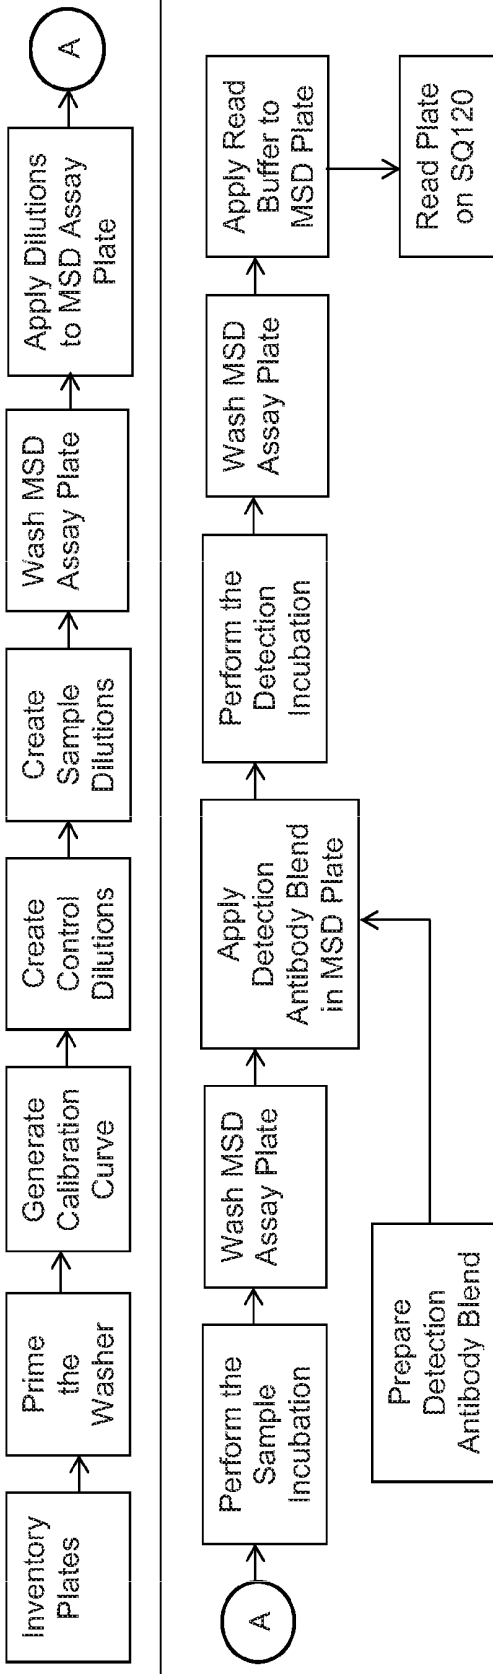 Inventory
Plates
Prime
the
Washer
Generate
Calibration
Curve
Create
Control
Dilutions
Create
Sample
Dilutions
Wash MSD
Assay Plate
Apply Dilutions
to MSD Assay
Plate
A
A
Perform the
Sample
Incubation
Wash MSD
Assay Plate
Apply
Detection
Antibody Blend
in MSD Plate
Perform the
Detection
Incubation
Wash MSD
Assay Plate
Apply Read
Buffer to
MSD Plate
Prepare
Detection
Antibody Blend
Read Plate
on SQ120